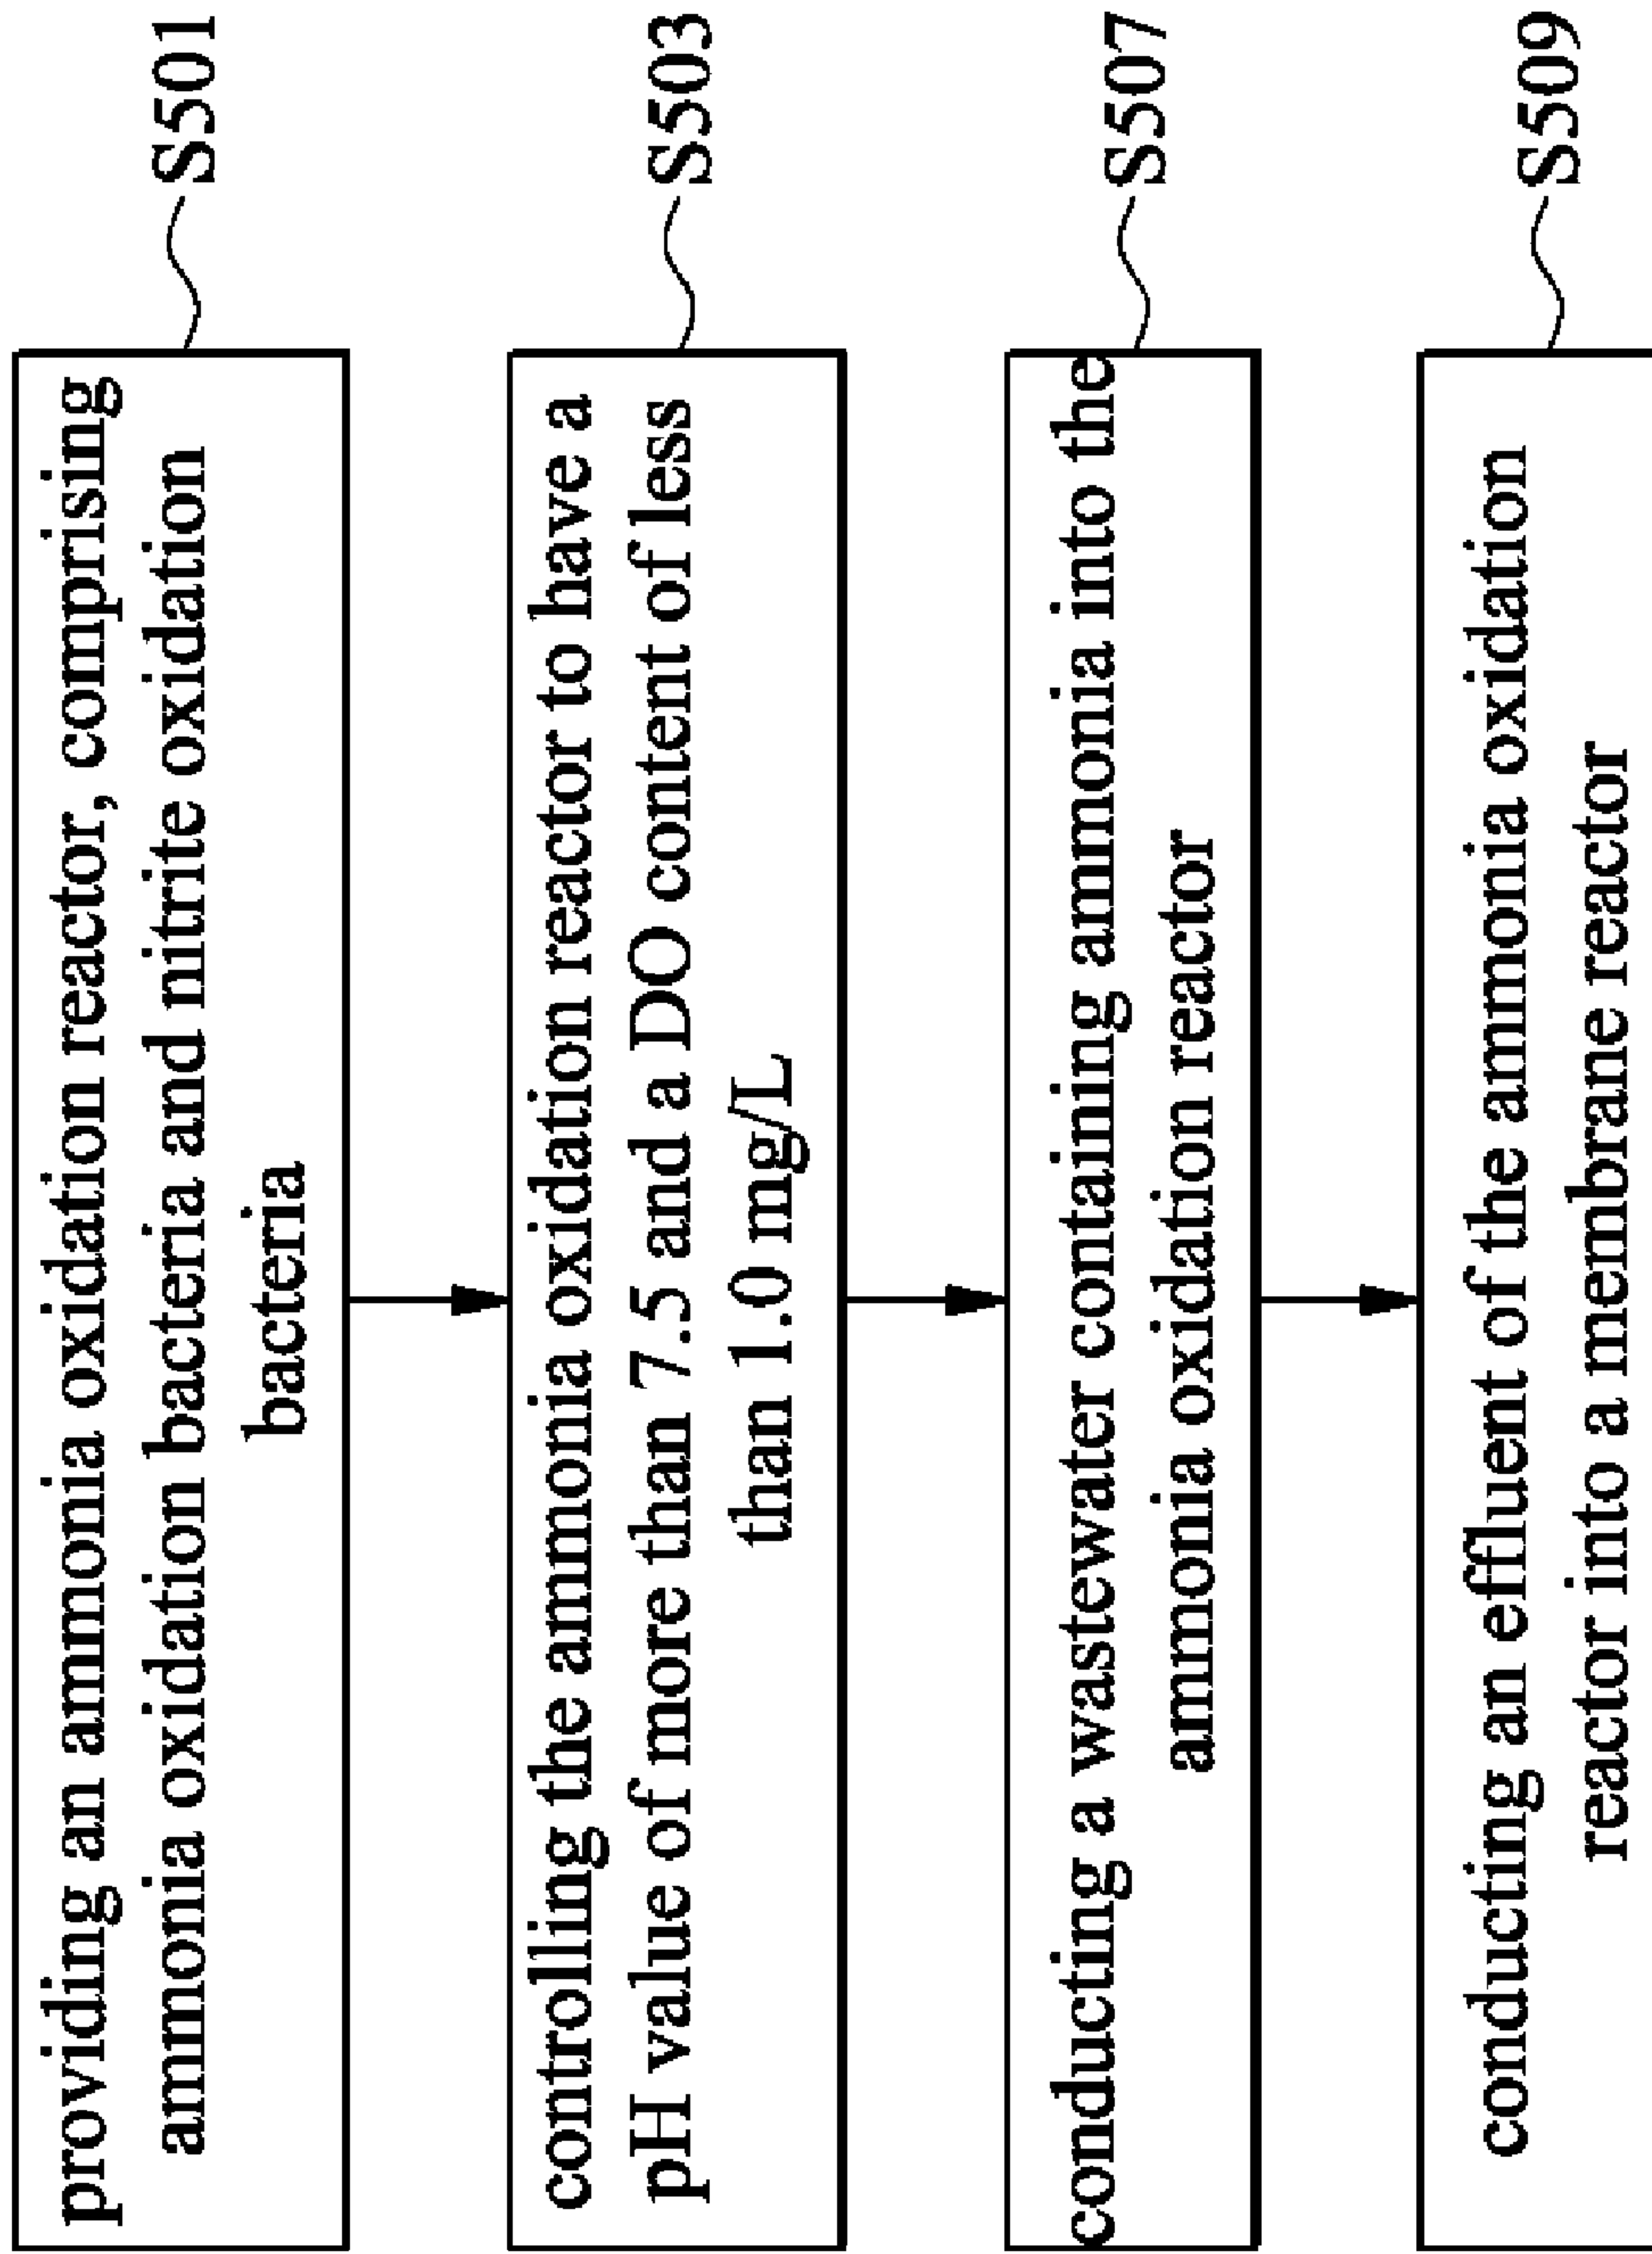 providing an ammonia oxidation reactor, comprising
ammonia oxidation bacteria and nitrite oxidation
bacteria
S501
controlling the ammonia oxidation reactor to have a
pH value of more than 7.5 and a DO content of less
than 1.0 mg/L
S503
conducting a wastewater containing ammonia into the
ammonia oxidation reactor
S507
conducting an effluent of the ammonia oxidation
reactor into a membrane reactor
S509